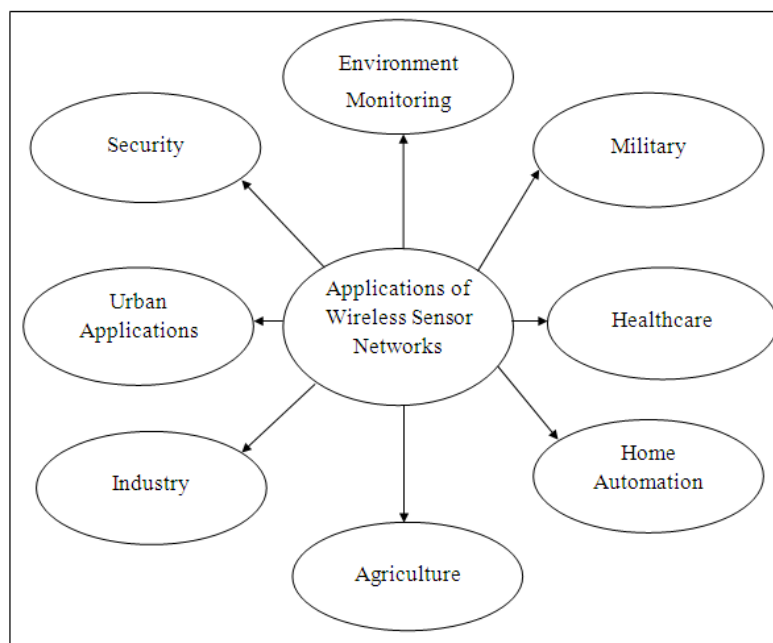 Environment
Monitoring
Security
Military
Urban
Applications
Applications of
Wireless Sensor
Networks
Healthcare
Industry
Home
Automation
Agriculture